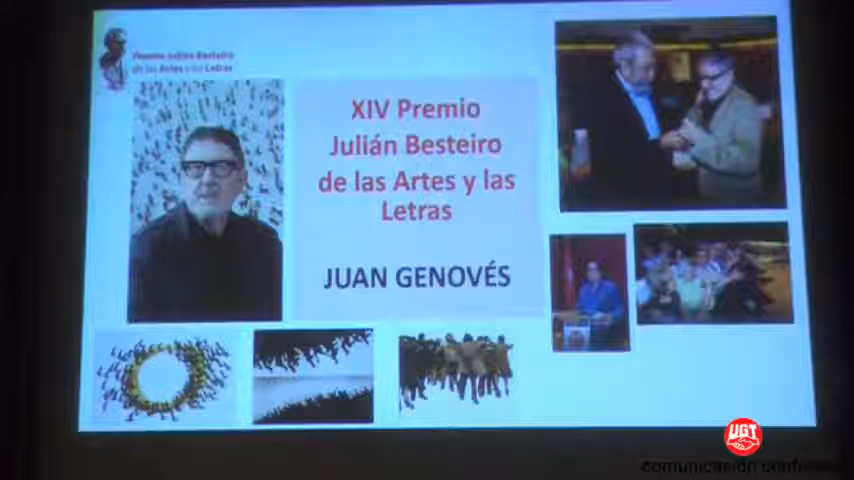 Premio Julián Besteiro
de las Artes y las Letras
XIV Premio
Julián Besteiro
de las Artes y las
Letras
JUAN GENOVÉS
UGT
comunicación confe